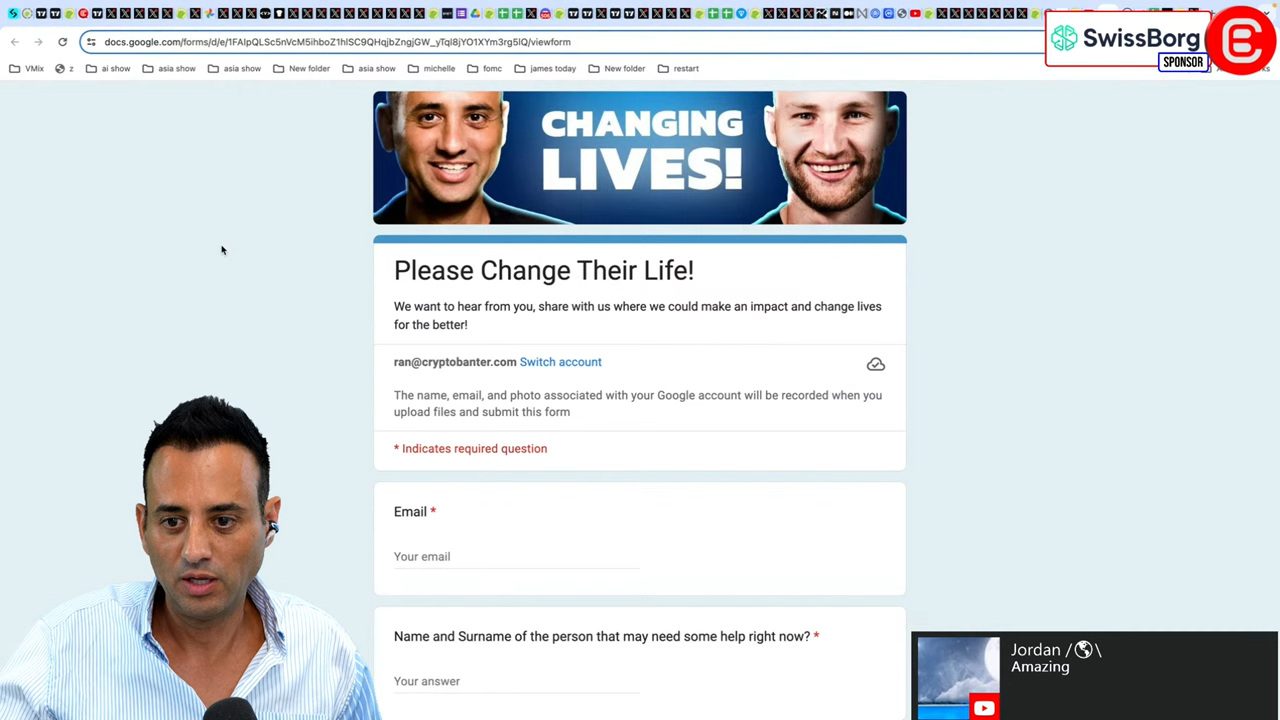 docs.google.com/forms/d/e/1FAIpQLSc5nVcM5ihboZ1hlSC9QHqjbZngjGW_yTql8jYO1XYm3rg5lQ/viewform
SwissBorg
SPONSOR
VMix
z
ai show
asia show
asia show
New folder
asia show
michelle
fomc
james today
New folder
restart
CHANGING
LIVES!
Please Change Their Life!
We want to hear from you, share with us where we could make an impact and change lives
for the better!
ran@cryptobanter.com Switch account
The name, email, and photo associated with your Google account will be recorded when you
upload files and submit this form
* Indicates required question
Email *
Your email
Name and Surname of the person that may need some help right now? *
Your answer
Jordan /🌎\
Amazing